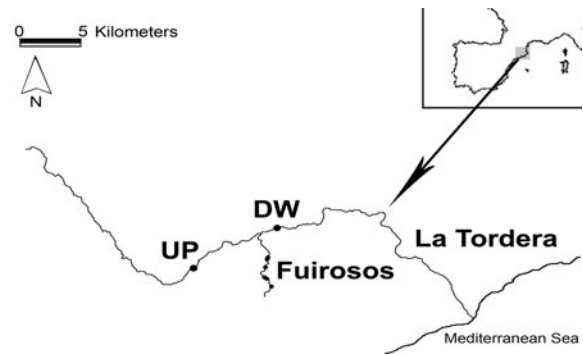 0 5 Kilometers
N
DW
UP
La Tordera
Fuirosos
Mediterranean Sea